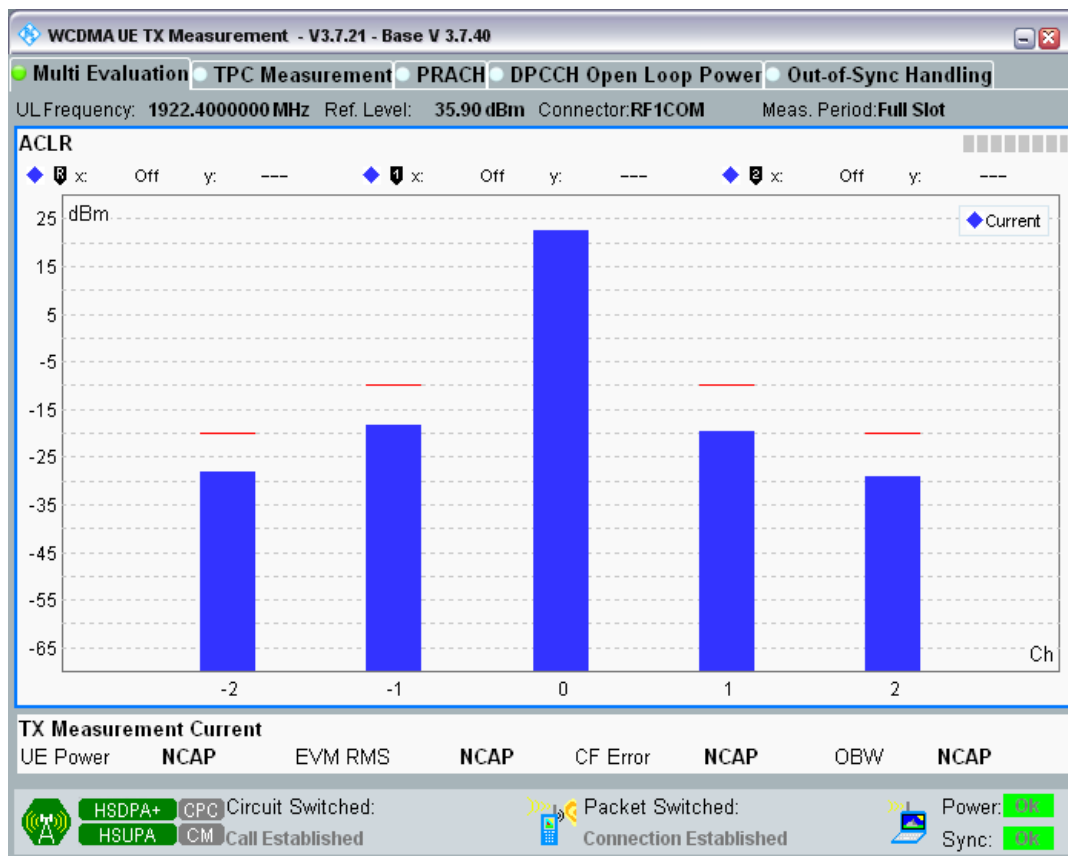 WCDMA UE TX Measurement - V3.7.21 - Base V 3.7.40
Multi Evaluation TPC Measurement PRACH DPCCH Open Loop Power Out-of-Sync Handling
UL Frequency: 1922.4000000 MHz Ref. Level: 35.90 dBm Connector:RF1COM Meas. Period:Full Slot
ACLR
R x: Off y: --- 1 x: Off y: --- 2 x: Off y: ---
dBm
Current
25
15
5
-5
-15
-25
-35
-45
-55
-65
Ch
-2 -1 0 1 2
TX Measurement Current
UE Power NCAP EVM RMS NCAP CF Error NCAP OBW NCAP
HSDPA+ CPC Circuit Switched: Packet Switched: Power: OK
HSUPA CM Call Established Connection Established Sync: OK